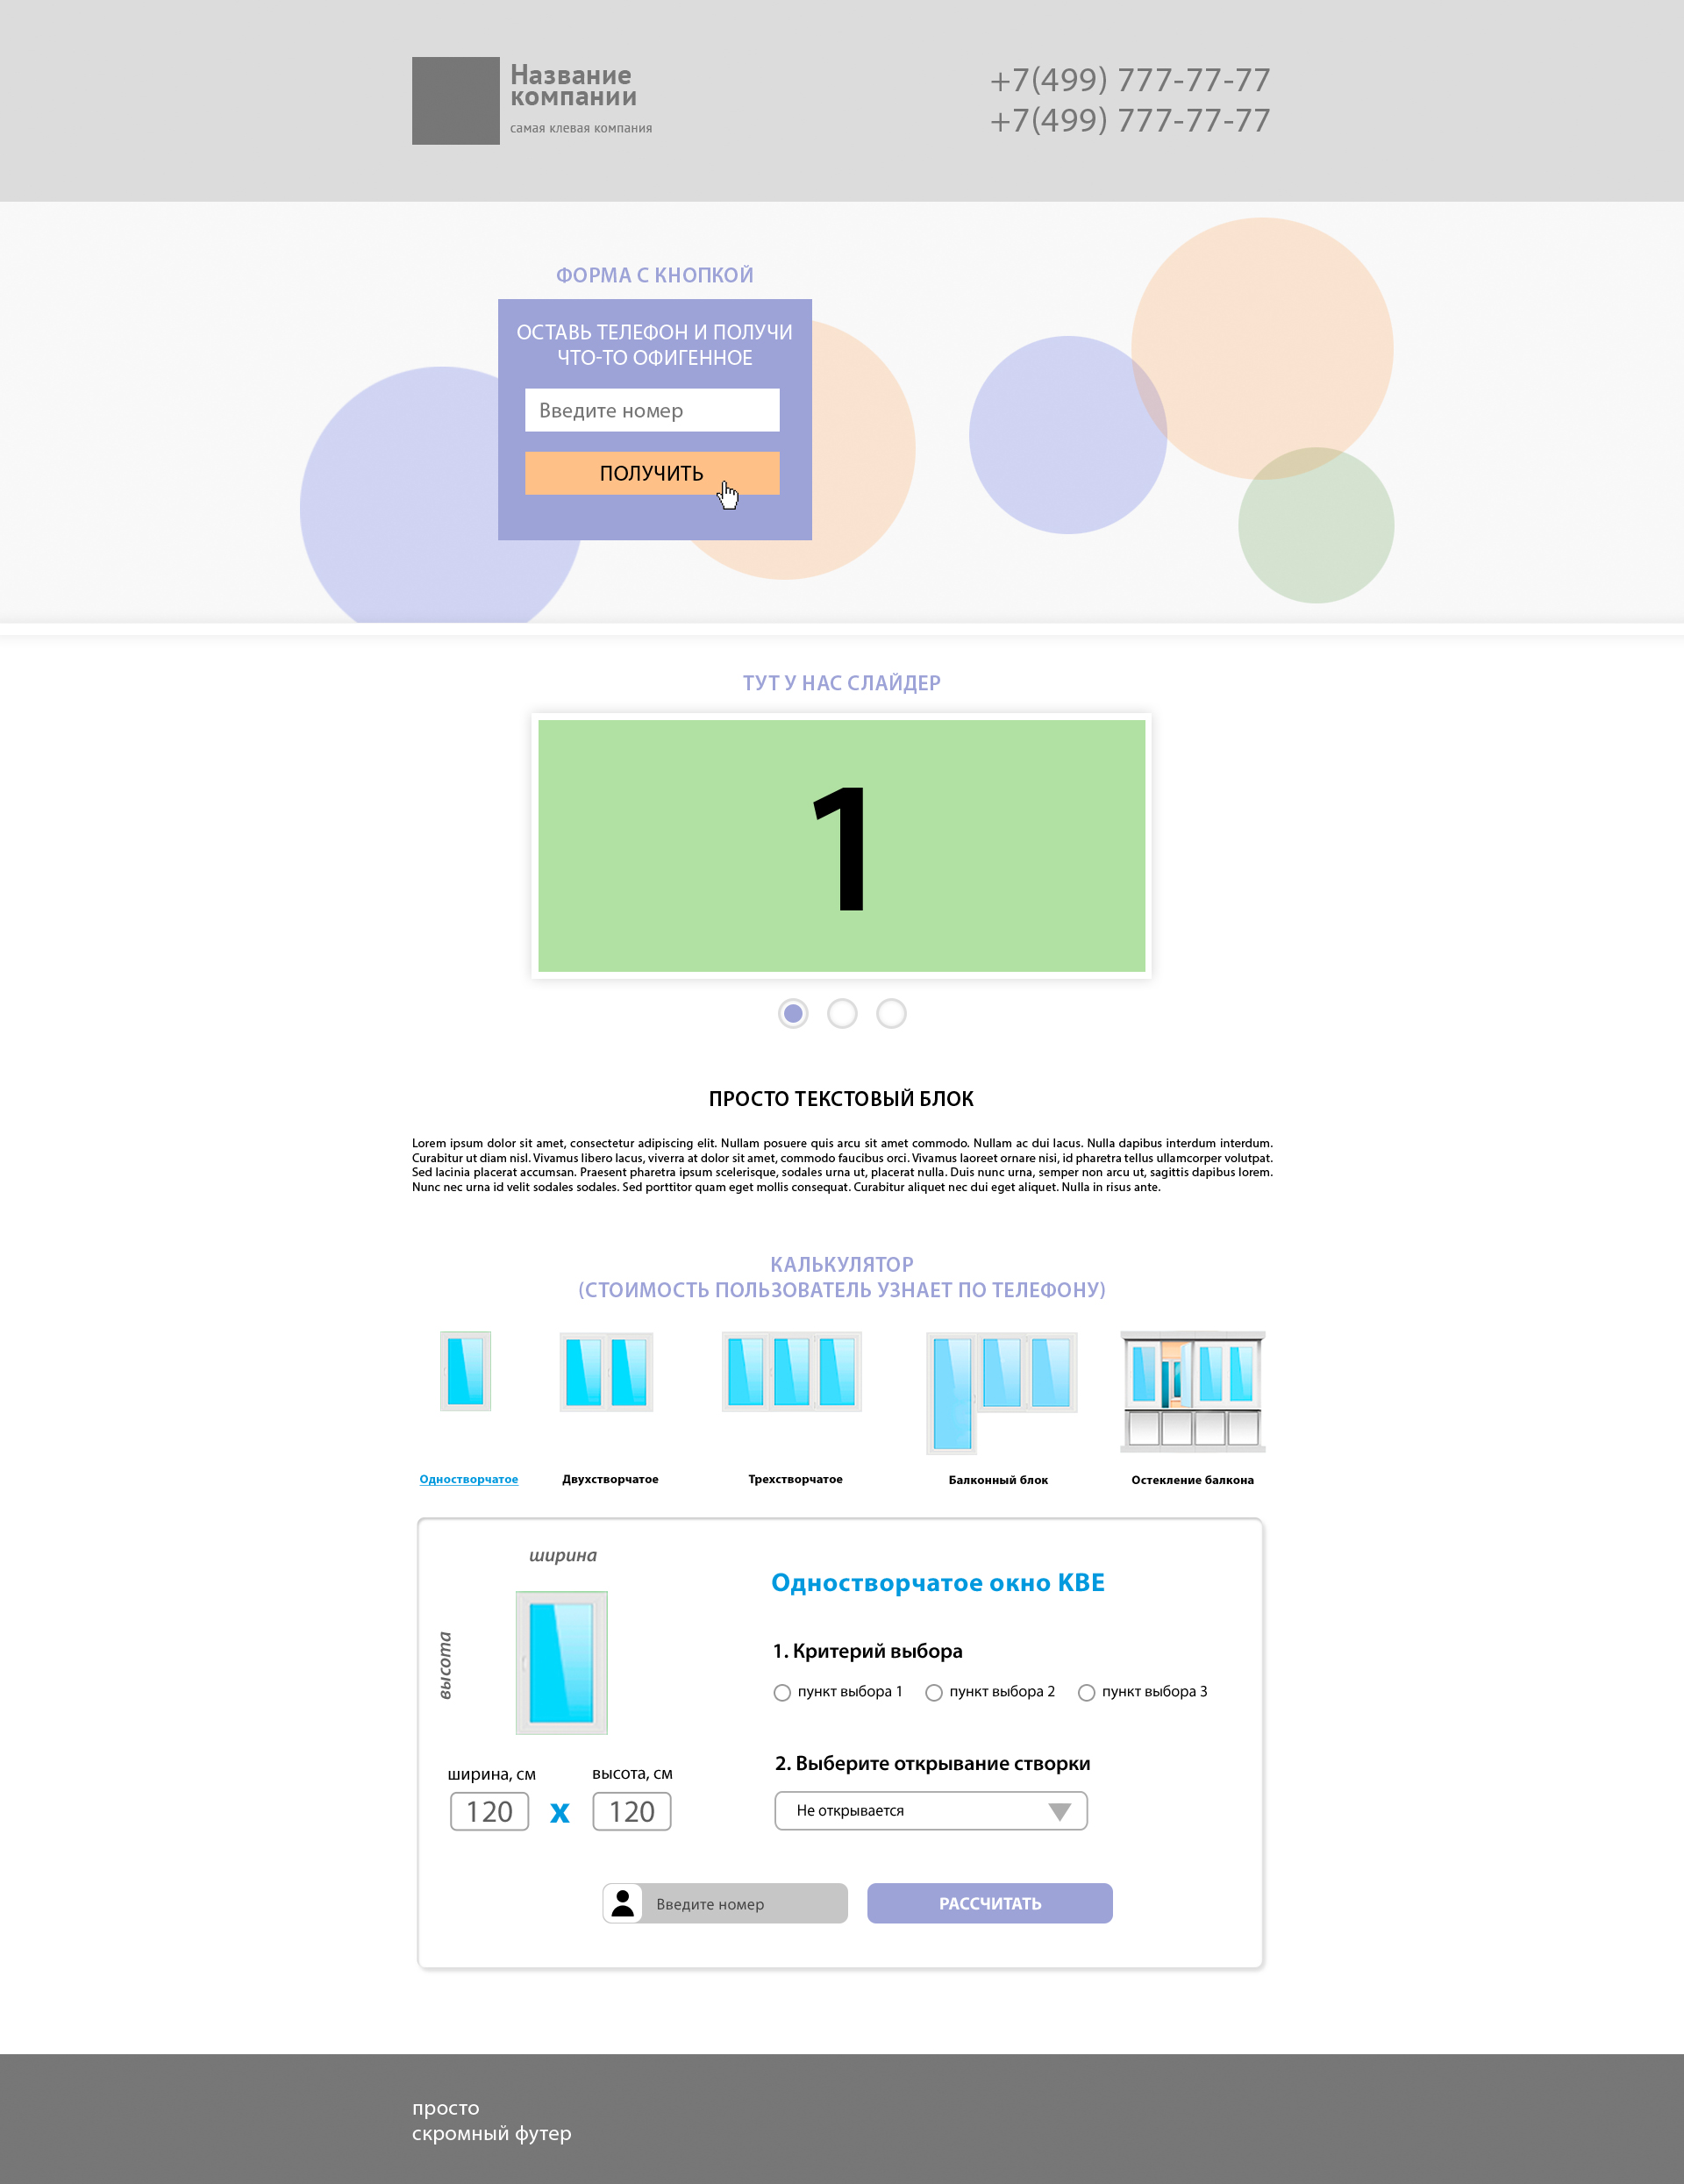 Название
компании
самая клевая компания
+7(499) 777-77-77
+7(499) 777-77-77
ФОРМА С КНОПКОЙ
ОСТАВЬ ТЕЛЕФОН И ПОЛУЧИ
ЧТО-ТО ОФИГЕННОЕ
Введите номер
ПОЛУЧИТЬ
ТУТ У НАС СЛАЙДЕР
1
ПРОСТО ТЕКСТОВЫЙ БЛОК
Lorem ipsum dolor sit amet, consectetur adipiscing elit. Nullam posuere quis arcu sit amet commodo. Nullam ac dui lacus. Nulla dapibus interdum interdum.
Curabitur ut diam nisl. Vivamus libero lacus, viverra at dolor sit amet, commodo faucibus orci. Vivamus laoreet ornare nisi, id pharetra tellus ullamcorper volutpat.
Sed lacinia placerat accumsan. Praesent pharetra ipsum scelerisque, sodales urna ut, placerat nulla. Duis nunc urna, semper non arcu ut, sagittis dapibus lorem.
Nunc nec urna id velit sodales sodales. Sed porttitor quam eget mollis consequat. Curabitur aliquet nec dui eget aliquet. Nulla in risus ante.
КАЛЬКУЛЯТОР
(СТОИМОСТЬ ПОЛЬЗОВАТЕЛЬ УЗНАЕТ ПО ТЕЛЕФОНУ)
Одностворчатое
Двухстворчатое
Трехстворчатое
Балконный блок
Остекление балкона
ширина
высота
ширина, см
высота, см
120 x 120
Одностворчатое окно KBE
1. Критерий выбора
пункт выбора 1
пункт выбора 2
пункт выбора 3
2. Выберите открывание створки
Не открывается
Введите номер
РАССЧИТАТЬ
просто
скромный футер